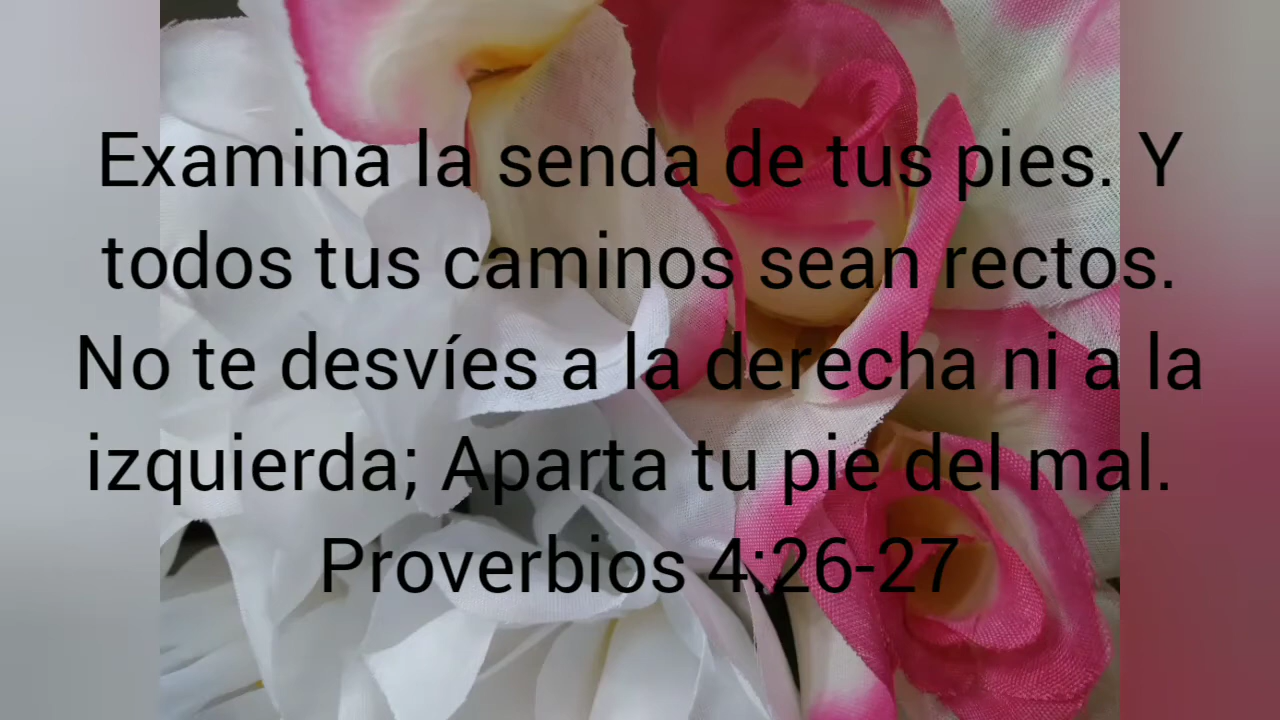 Examina la senda de tus pies. Y
todos tus caminos sean rectos.
No te desvíes a la derecha ni a la
izquierda; Aparta tu pie del mal.
Proverbios 4:26-27